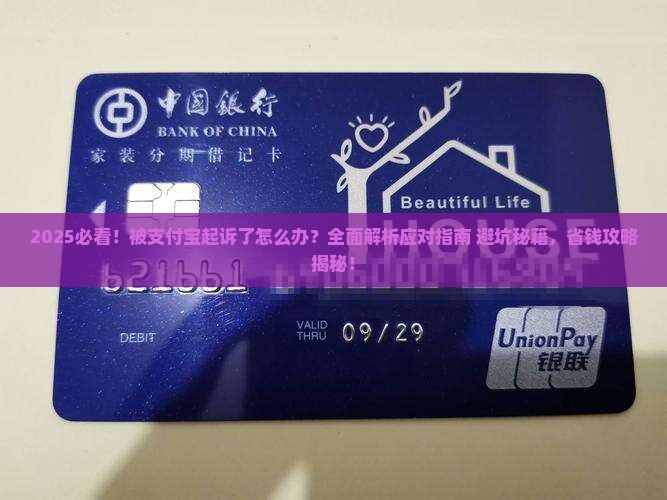 中国银行
BANK OF CHINA
家装分期借记卡
Beautiful Life
HOUSE
2025必看！被支付宝起诉了怎么办？全面解析应对指南 避坑秘籍，省钱攻略
揭秘！
DEBIT
VALID
THRU
09/29
UnionPay
银联